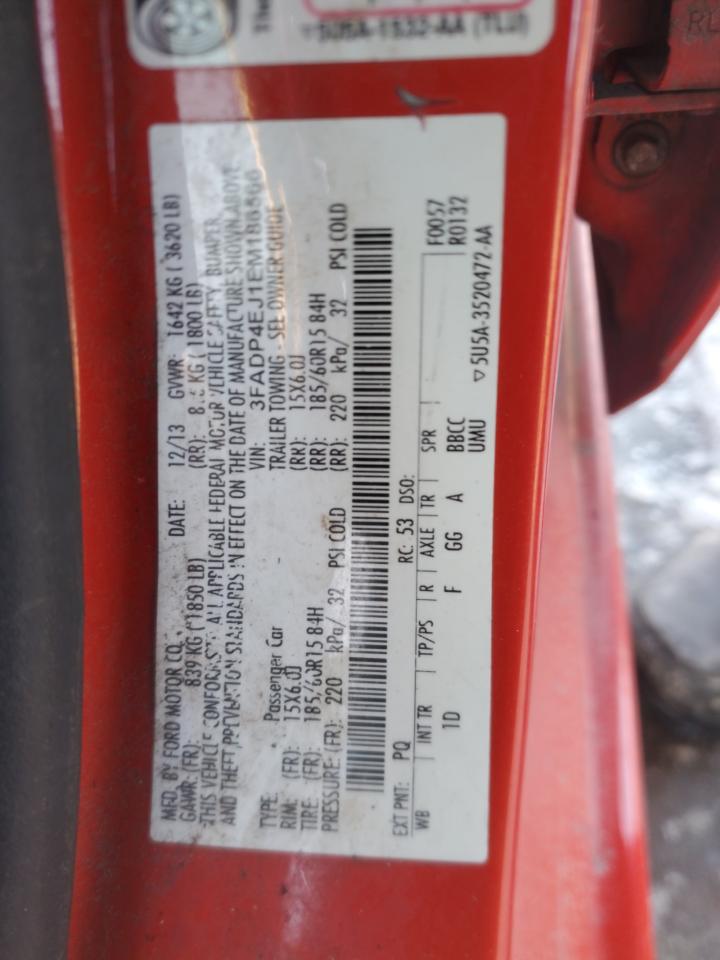 5U5A-1532-AA (TLU)
MFD. BY FORD MOTOR CO. DATE: 12/13 GVWR: 1642 KG ( 3620 LB)
GAWR: (FR): 839 KG (1850 LB) (RR): KG ( 1800 LB)
THIS VEHICLE CONFORMS TO ALL APPLICABLE FEDERAL MOTOR VEHICLE SAFETY, BUMPER,
AND THEFT PREVENTION STANDARDS IN EFFECT ON THE DATE OF MANUFACTURE SHOWN ABOVE
VIN: 3FADP4EJ1EM186566
TYPE: Passenger Car TRAILER TOWING - SEE OWNER GUIDE
RIM: (FR): 15X6.0J (RR): 15X6.0J
TIRE: (FR): 185/60R15 84H (RR): 185/60R15 84H
PRESSURE: (FR): 220 kPa/ 32 PSI COLD (RR): 220 kPa/ 32 PSI COLD
EXT PNT: PQ RC: 53 DSO: F0057
R0132
WB INT TR TP/PS R AXLE TR SPR
1D F GG A BBCC
UMU
▽5U5A-3520472-AA